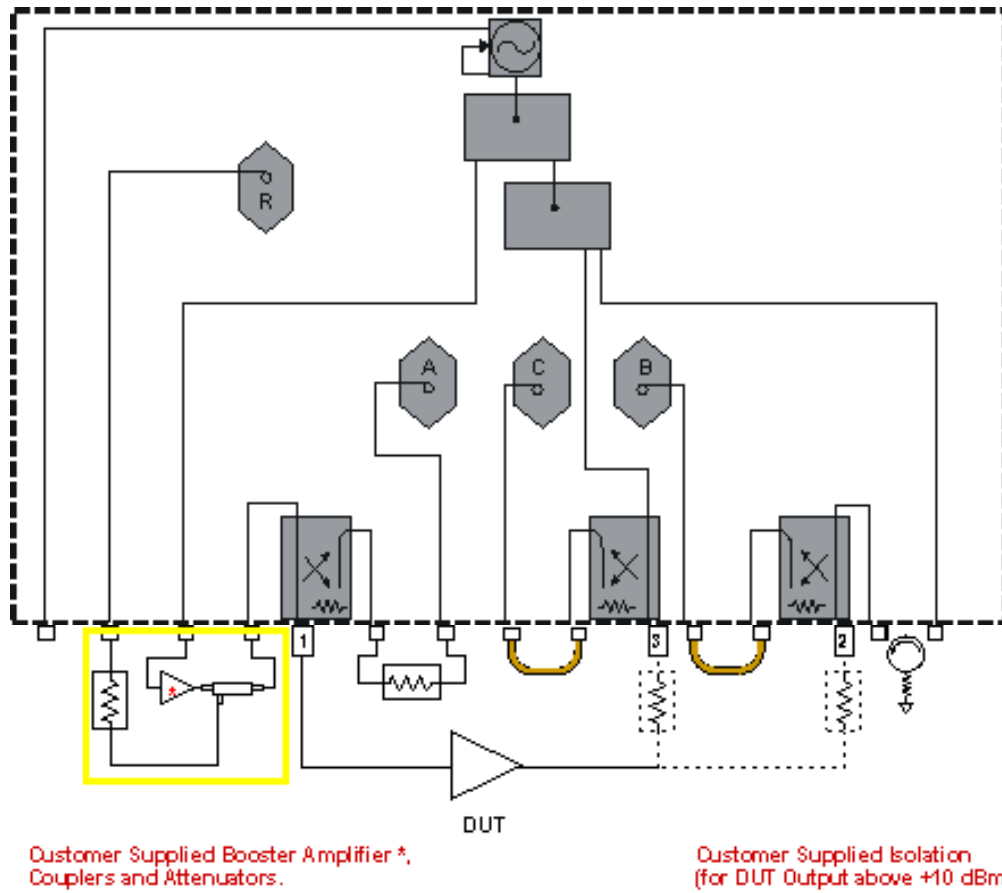 R
A
C
B
1
3
2
*
DUT
Customer Supplied Booster Amplifier *,
Couplers and Attenuators.
Customer Supplied Isolation
(for DUT Output above +10 dBm